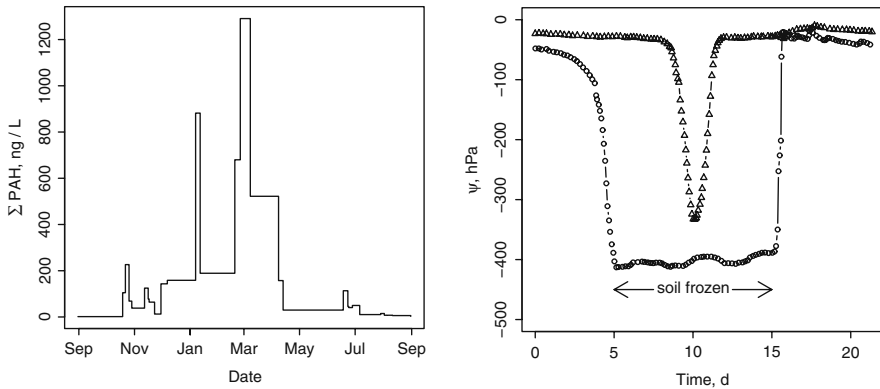 Σ PAH, ng / L
1200
1000
800
600
400
200
0
Sep Nov Jan Mar May Jul Sep
Date
ψ, hPa
0
−100
−200
−300
−400
−500
soil frozen
0 5 10 15 20
Time, d